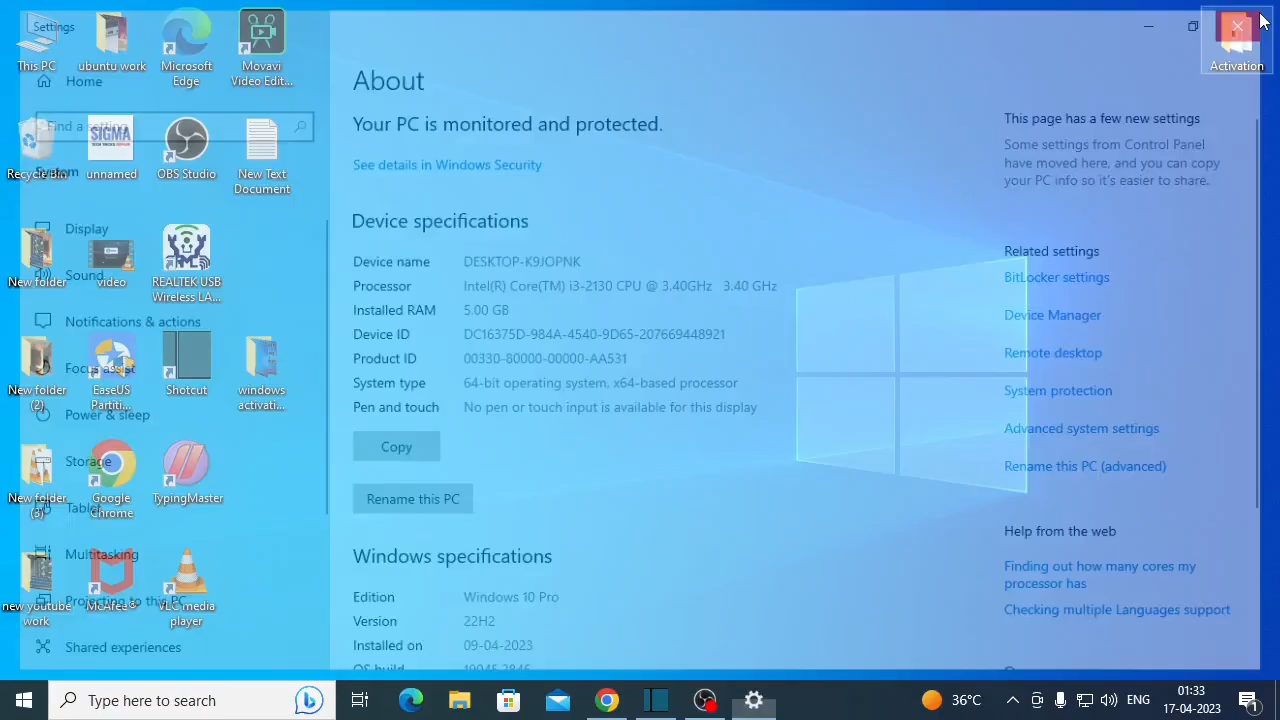 Settings
This PC
ubuntu work
Microsoft
Edge
Movavi
Video Edit...
Home
Find a setting
Recycle Bin
SIGMA
unnamed
OBS Studio
New Text
Document
System
Display
Sound
New folder
video
REALTEK USB
Wireless LA...
Notifications & actions
Focus assist
New folder
(2)
EaseUS
Partiti...
Shotcut
windows
activati...
Power & sleep
Storage
New folder
(3)
Google
Chrome
TypingMaster
Tablet
Multitasking
new youtube
work
McAfee®
VLC media
player
Projecting to this PC
Shared experiences
About
Your PC is monitored and protected.
See details in Windows Security
Device specifications
Device name DESKTOP-K9JOPNK
Processor Intel(R) Core(TM) i3-2130 CPU @ 3.40GHz 3.40 GHz
Installed RAM 5.00 GB
Device ID DC16375D-984A-4540-9D65-207669448921
Product ID 00330-80000-00000-AA531
System type 64-bit operating system, x64-based processor
Pen and touch No pen or touch input is available for this display
Copy
Rename this PC
Windows specifications
Edition Windows 10 Pro
Version 22H2
Installed on 09-04-2023
OS build 19045.2846
Activation
This page has a few new settings
Some settings from Control Panel
have moved here, and you can copy
your PC info so it's easier to share.
Related settings
BitLocker settings
Device Manager
Remote desktop
System protection
Advanced system settings
Rename this PC (advanced)
Help from the web
Finding out how many cores my
processor has
Checking multiple Languages support
Type here to search
36°C
ENG
01:33
17-04-2023
1